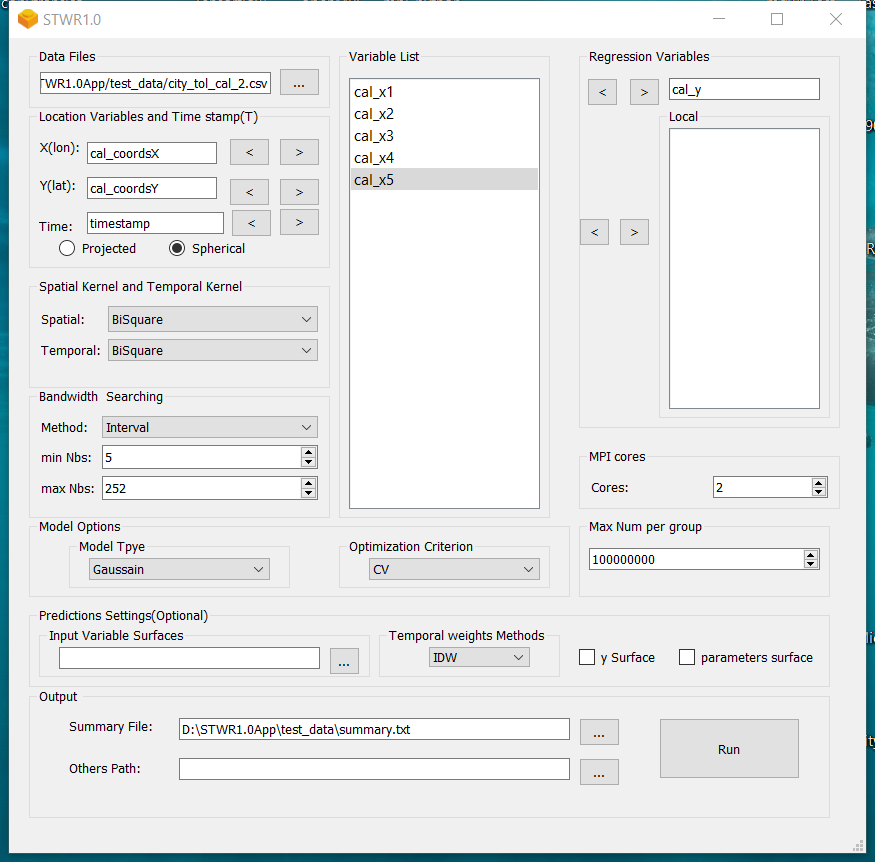 STWR1.0
Data Files
TWR1.0App/test_data/city_tol_cal_2.csv
...
Location Variables and Time stamp(T)
X(lon):
cal_coordsX
<
>
Y(lat):
cal_coordsY
<
>
Time:
timestamp
<
>
Projected
Spherical
Spatial Kernel and Temporal Kernel
Spatial:
BiSquare
Temporal:
BiSquare
Bandwidth Searching
Method:
Interval
min Nbs:
5
max Nbs:
252
Variable List
cal_x1
cal_x2
cal_x3
cal_x4
cal_x5
Regression Variables
<
>
cal_y
Local
<
>
MPI cores
Cores:
2
Model Options
Model Tpye
Gaussain
Optimization Criterion
CV
Max Num per group
100000000
Predictions Settings(Optional)
Input Variable Surfaces
...
Temporal weights Methods
IDW
y Surface
parameters surface
Output
Summary File:
D:\STWR1.0App\test_data\summary.txt
...
Others Path:
...
Run